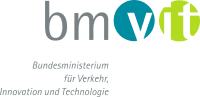 bmvit
Bundesministerium
für Verkehr,
Innovation und Technologie